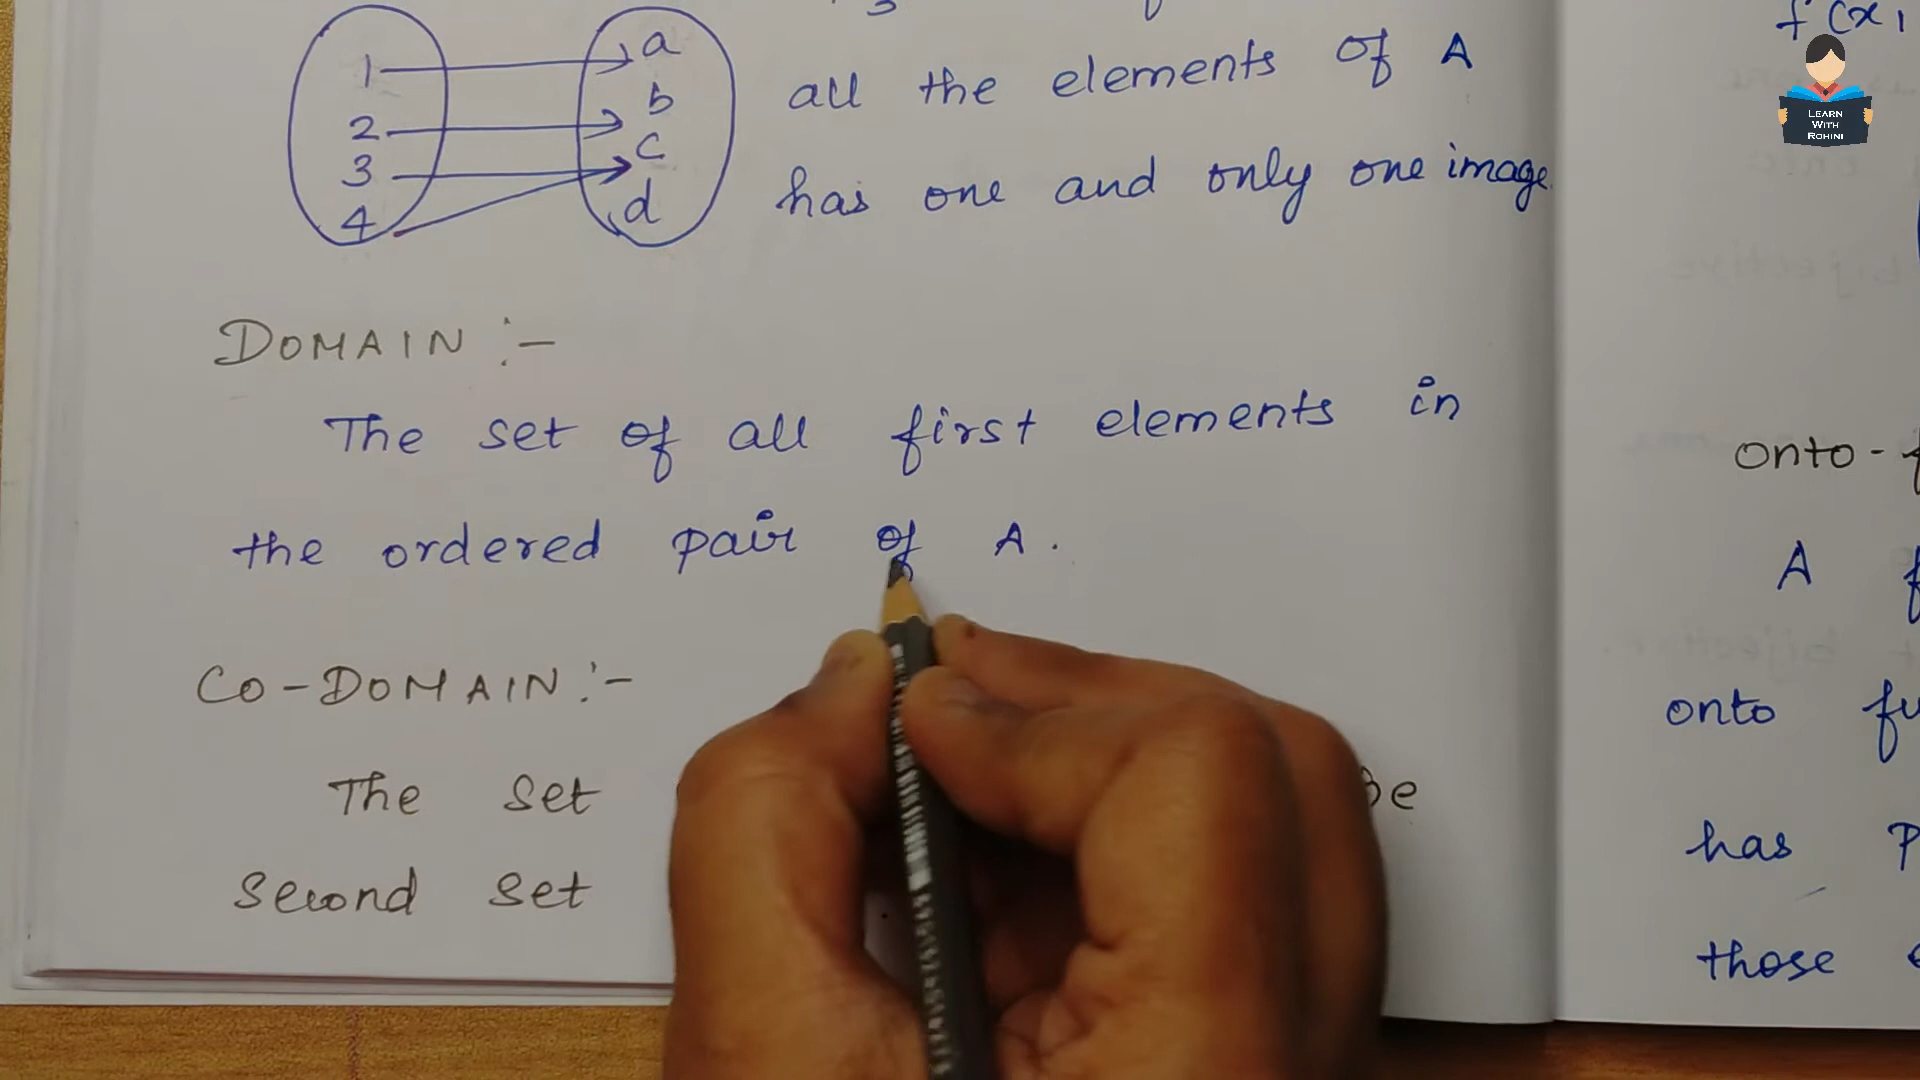 f(x1
1 a
2 b
3 c
4 d
all the elements of A
has one and only one image.
LEARN
WITH
ROHINI
DOMAIN :-
The set of all first elements in
the ordered pair of A.
CO-DOMAIN :-
The set
Second set
onto-
A
onto fu
has P
those